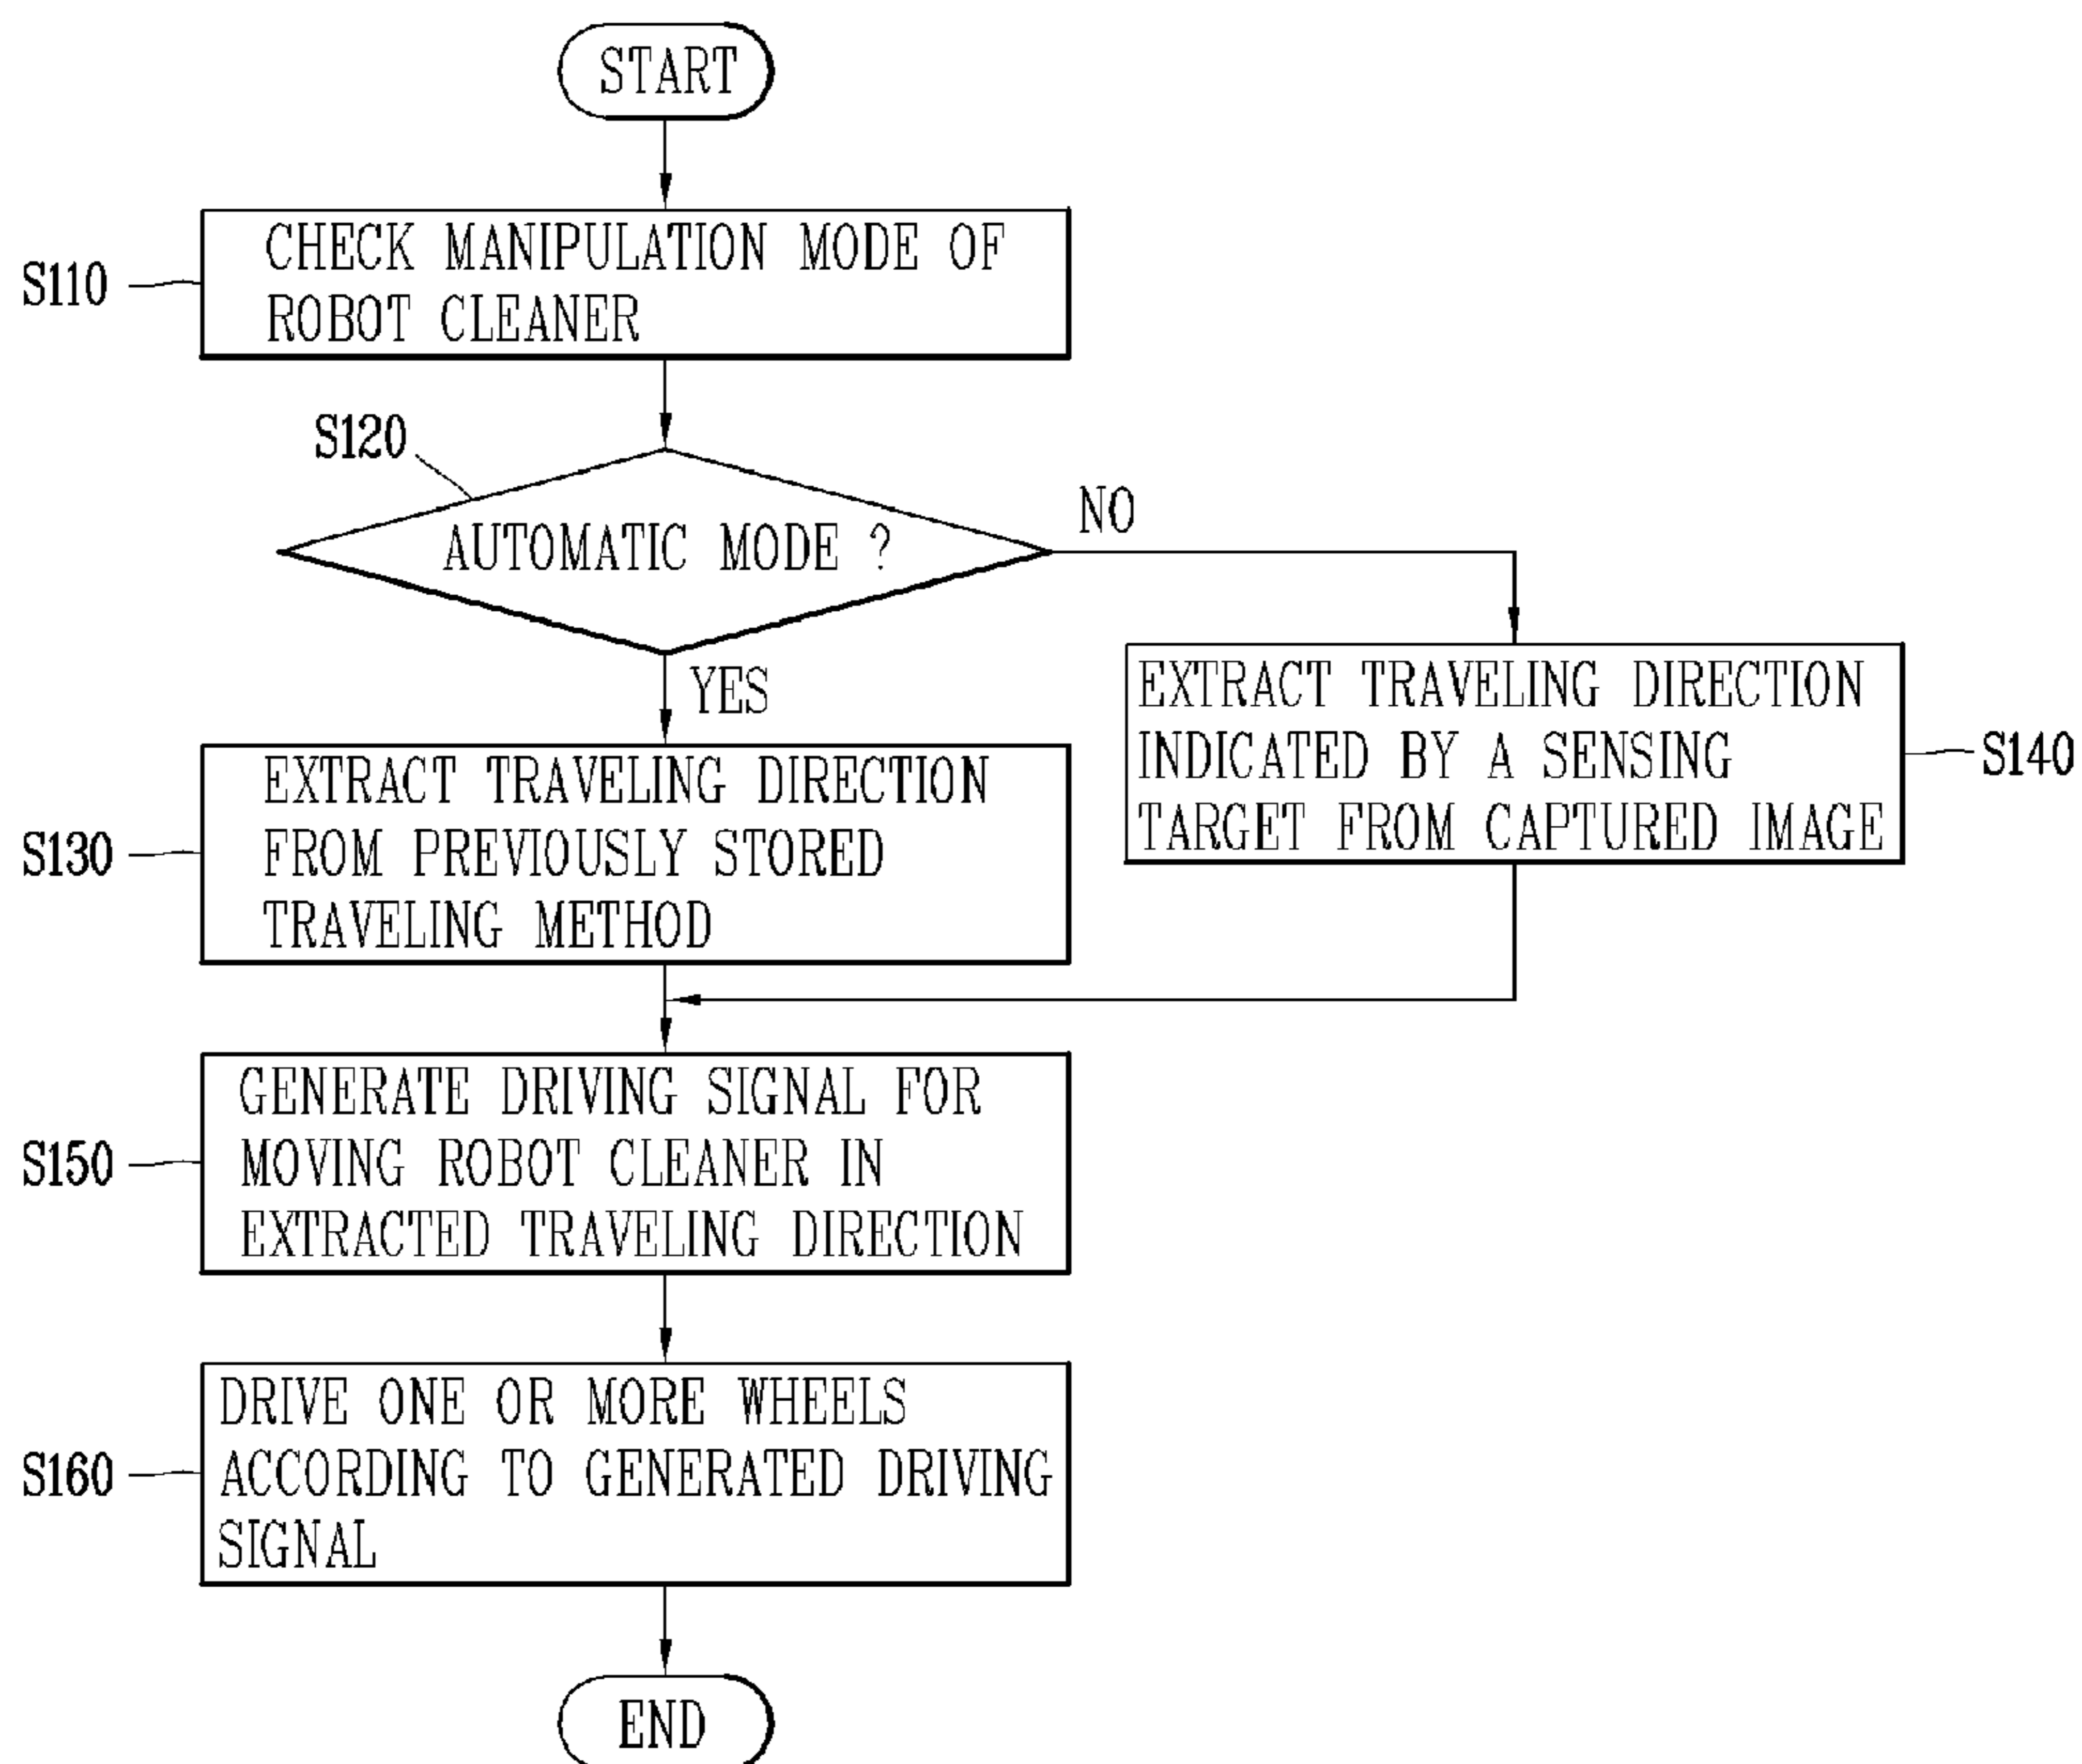 START
S110
CHECK MANIPULATION MODE OF
ROBOT CLEANER
S120
AUTOMATIC MODE ?
NO
YES
EXTRACT TRAVELING DIRECTION
INDICATED BY A SENSING
TARGET FROM CAPTURED IMAGE
S140
S130
EXTRACT TRAVELING DIRECTION
FROM PREVIOUSLY STORED
TRAVELING METHOD
S150
GENERATE DRIVING SIGNAL FOR
MOVING ROBOT CLEANER IN
EXTRACTED TRAVELING DIRECTION
S160
DRIVE ONE OR MORE WHEELS
ACCORDING TO GENERATED DRIVING
SIGNAL
END